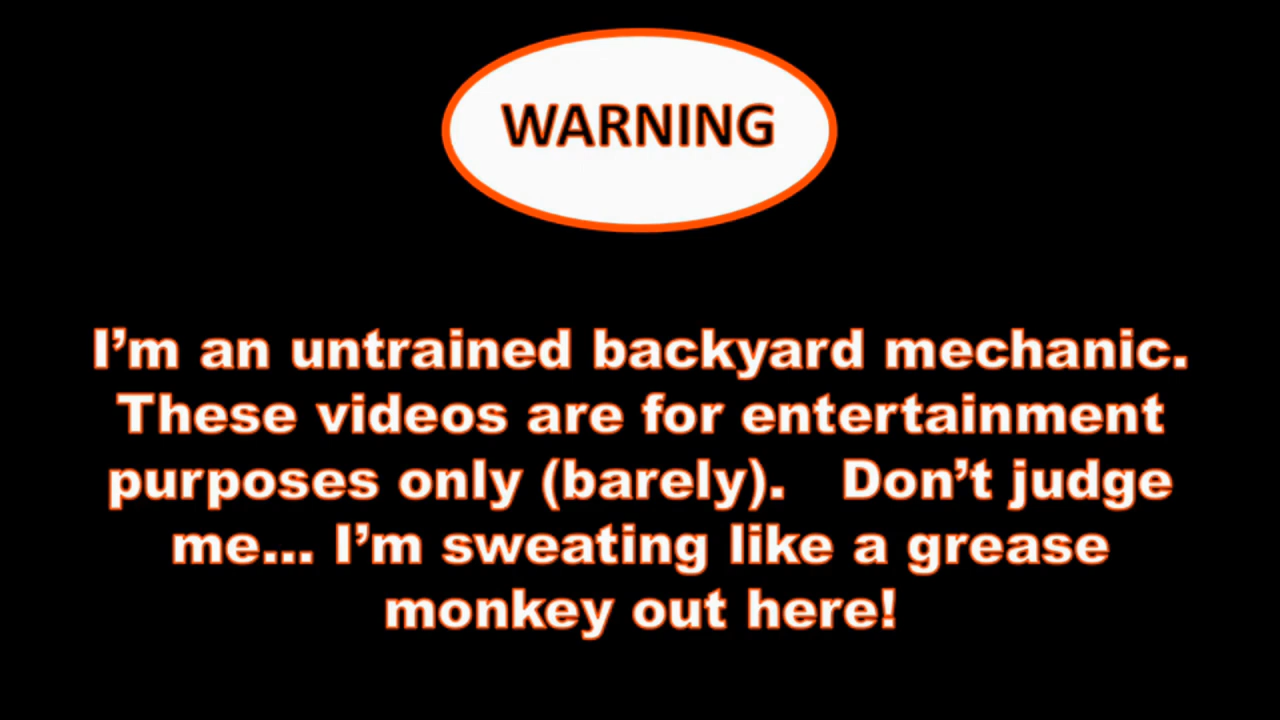 WARNING
I’m an untrained backyard mechanic.
These videos are for entertainment
purposes only (barely).   Don’t judge
me... I’m sweating like a grease
monkey out here!